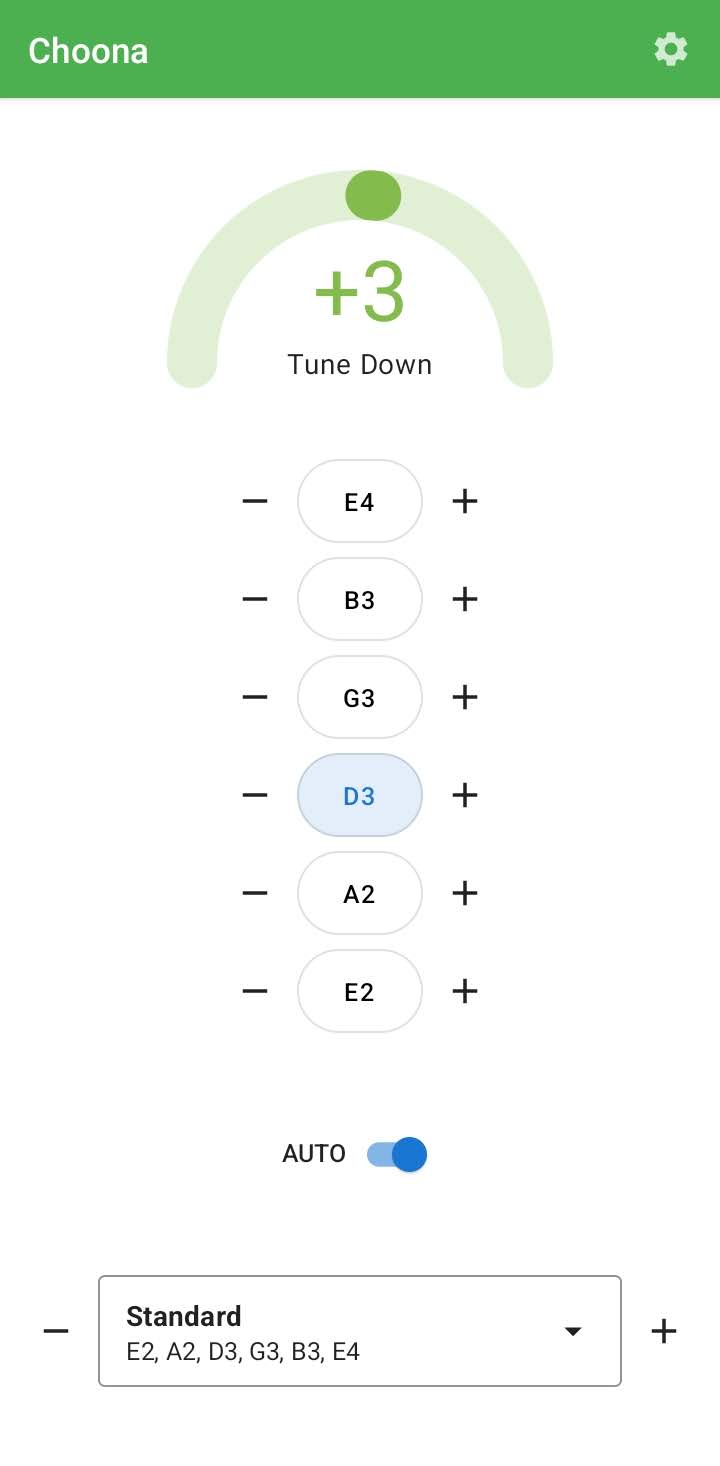 Choona
+3
Tune Down
− E4 +
− B3 +
− G3 +
− D3 +
− A2 +
− E2 +
AUTO
− Standard +
E2, A2, D3, G3, B3, E4